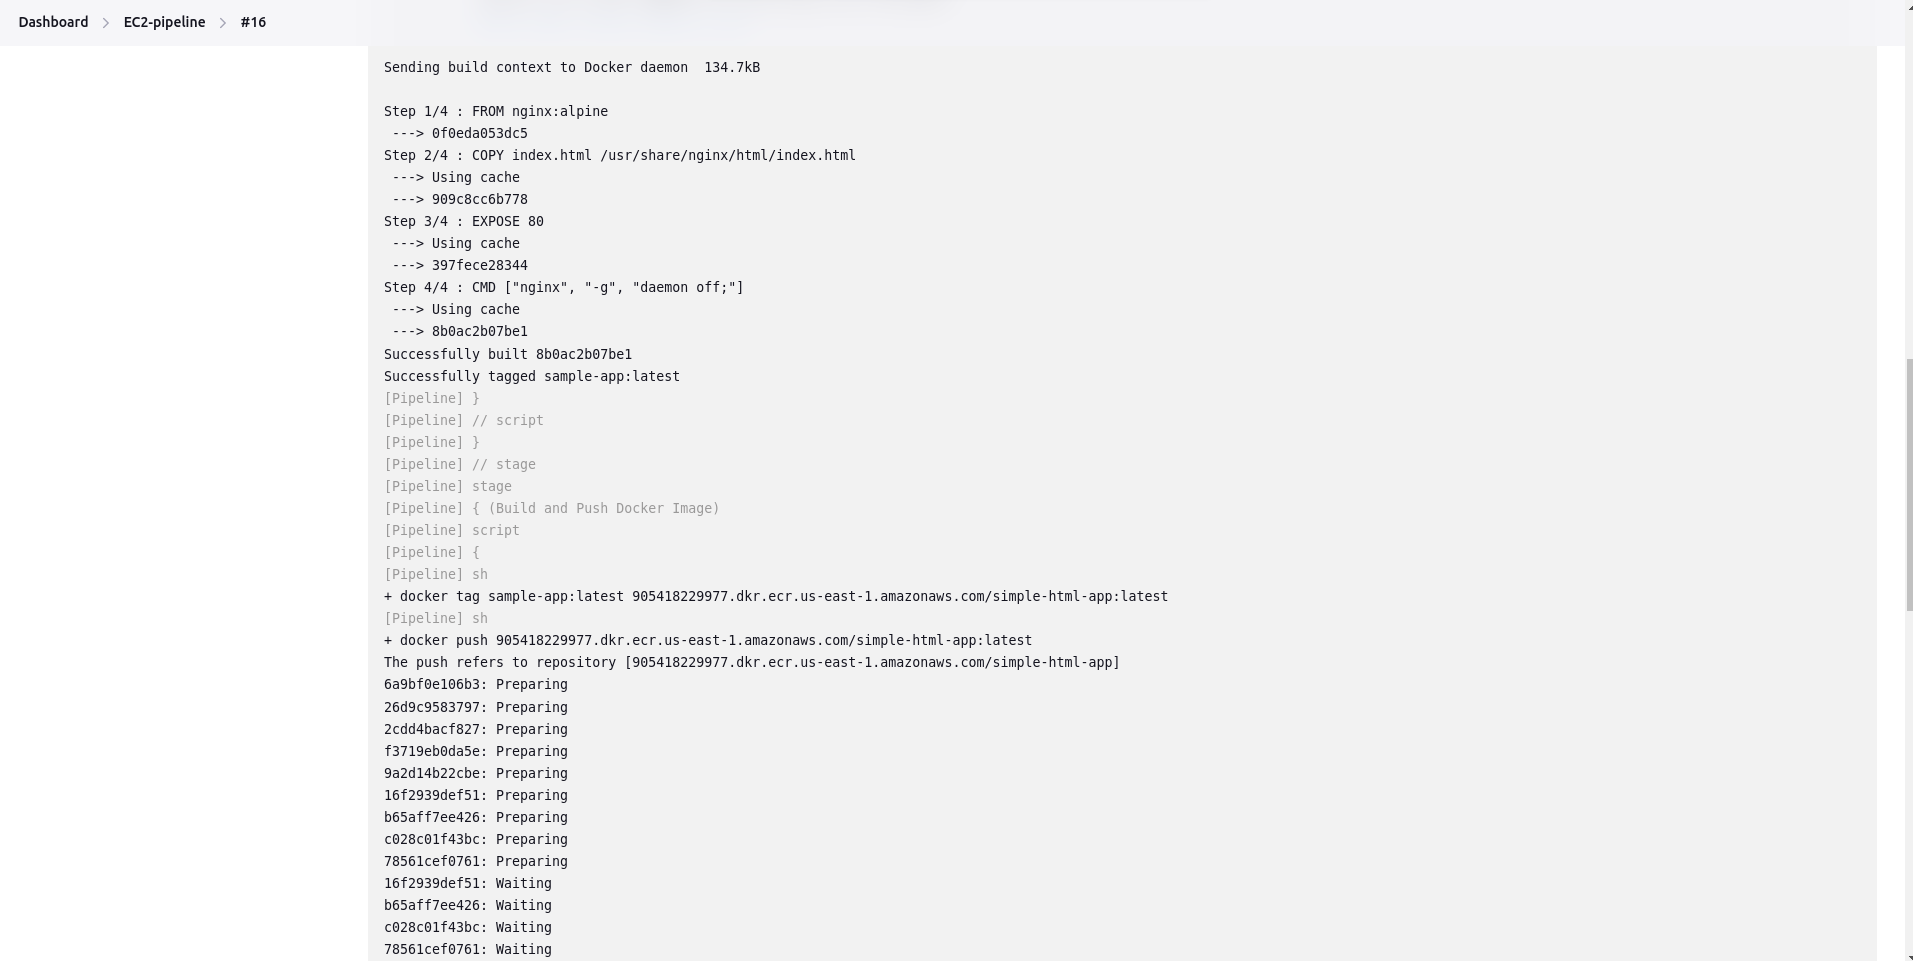 Dashboard > EC2-pipeline > #16
Sending build context to Docker daemon  134.7kB
Step 1/4 : FROM nginx:alpine
 ---> 0f0eda053dc5
Step 2/4 : COPY index.html /usr/share/nginx/html/index.html
 ---> Using cache
 ---> 909c8cc6b778
Step 3/4 : EXPOSE 80
 ---> Using cache
 ---> 397fece28344
Step 4/4 : CMD ["nginx", "-g", "daemon off;"]
 ---> Using cache
 ---> 8b0ac2b07be1
Successfully built 8b0ac2b07be1
Successfully tagged sample-app:latest
[Pipeline] }
[Pipeline] // script
[Pipeline] }
[Pipeline] // stage
[Pipeline] stage
[Pipeline] { (Build and Push Docker Image)
[Pipeline] script
[Pipeline] {
[Pipeline] sh
+ docker tag sample-app:latest 905418229977.dkr.ecr.us-east-1.amazonaws.com/simple-html-app:latest
[Pipeline] sh
+ docker push 905418229977.dkr.ecr.us-east-1.amazonaws.com/simple-html-app:latest
The push refers to repository [905418229977.dkr.ecr.us-east-1.amazonaws.com/simple-html-app]
6a9bf0e106b3: Preparing
26d9c9583797: Preparing
2cdd4bacf827: Preparing
f3719eb0da5e: Preparing
9a2d14b22cbe: Preparing
16f2939def51: Preparing
b65aff7ee426: Preparing
c028c01f43bc: Preparing
78561cef0761: Preparing
16f2939def51: Waiting
b65aff7ee426: Waiting
c028c01f43bc: Waiting
78561cef0761: Waiting